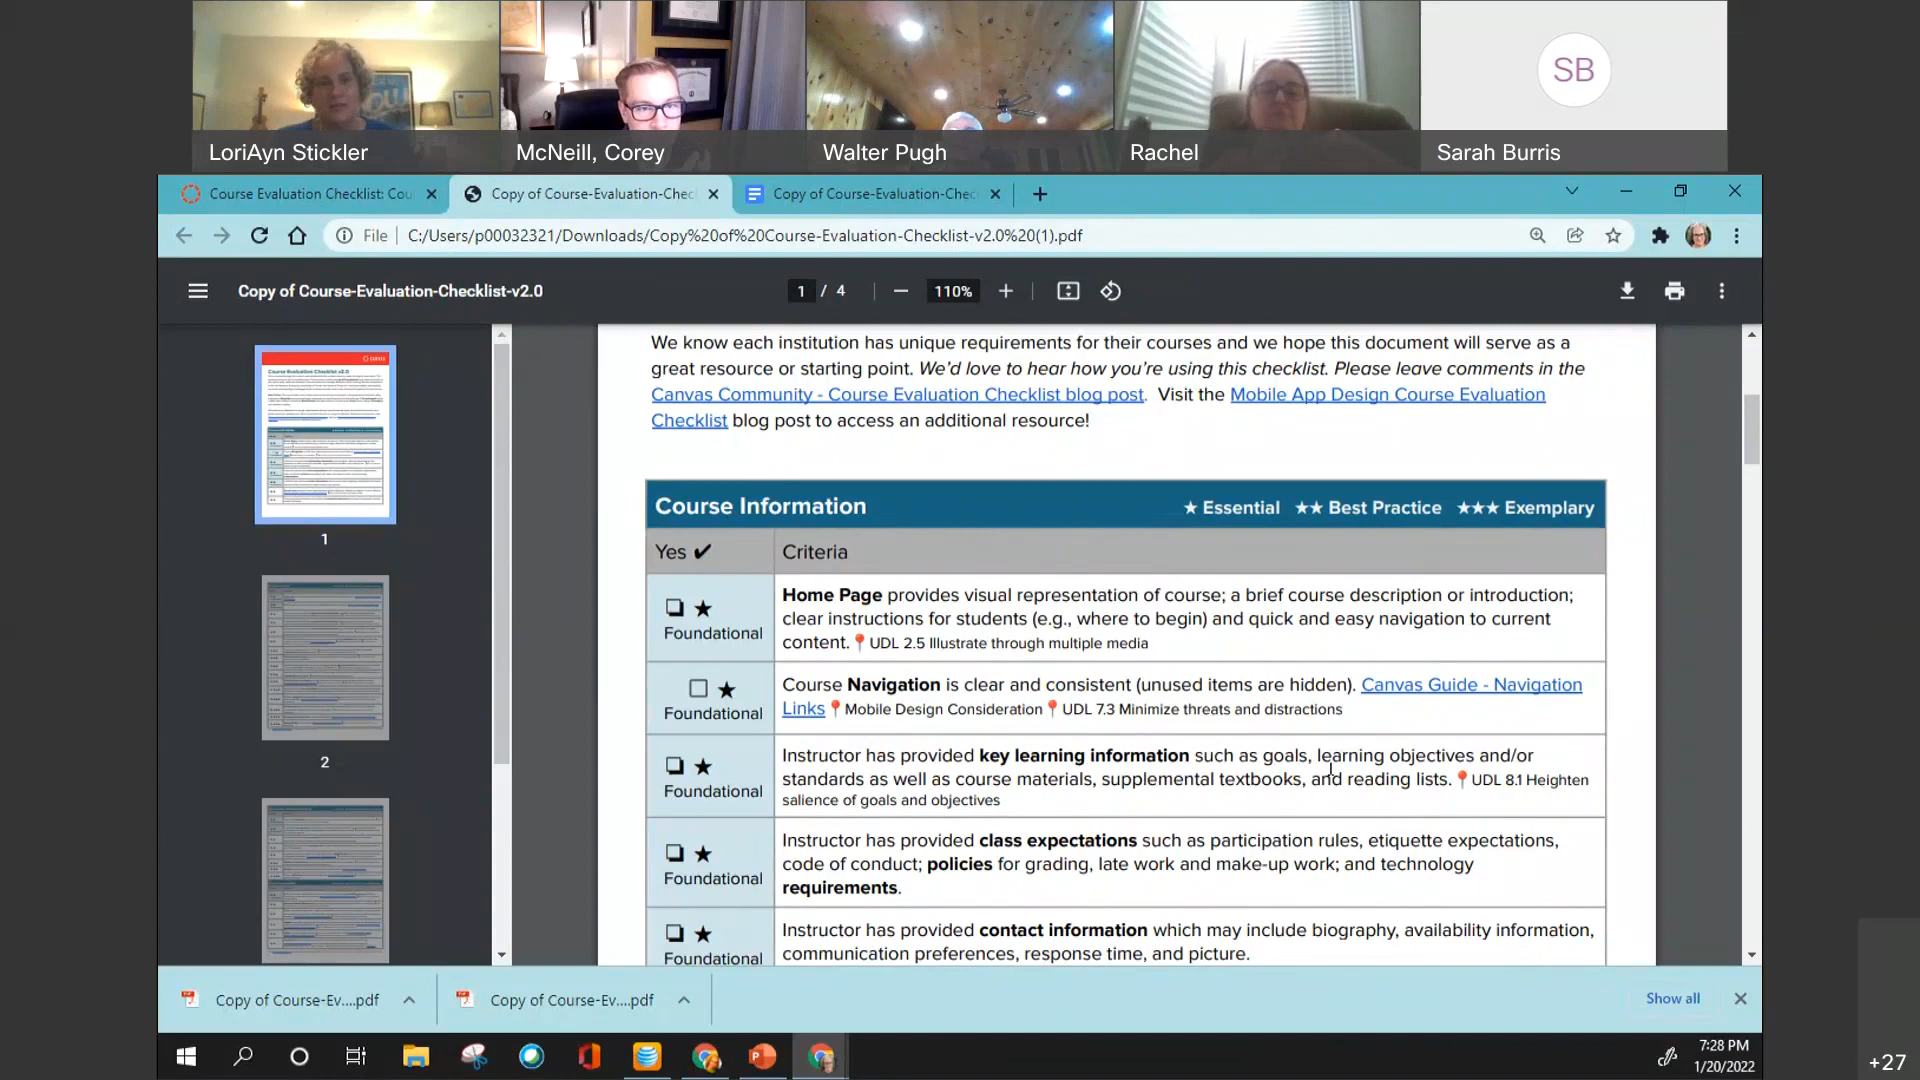 SB
LoriAyn Stickler
McNeill, Corey
Walter Pugh
Rachel
Sarah Burris
Course Evaluation Checklist: Cou
Copy of Course-Evaluation-Chec
Copy of Course-Evaluation-Chec
File
C:/Users/p00032321/Downloads/Copy%20of%20Course-Evaluation-Checklist-v2.0%20(1).pdf
Copy of Course-Evaluation-Checklist-v2.0
1 / 4
110%
We know each institution has unique requirements for their courses and we hope this document will serve as a
great resource or starting point. We'd love to hear how you're using this checklist. Please leave comments in the
Canvas Community - Course Evaluation Checklist blog post. Visit the Mobile App Design Course Evaluation
Checklist blog post to access an additional resource!
Course Information ★ Essential ★★ Best Practice ★★★ Exemplary
Yes ✔ Criteria
❏ ★
Foundational
Home Page provides visual representation of course; a brief course description or introduction;
clear instructions for students (e.g., where to begin) and quick and easy navigation to current
content.📍UDL 2.5 Illustrate through multiple media
☐ ★
Foundational
Course Navigation is clear and consistent (unused items are hidden). Canvas Guide - Navigation
Links📍Mobile Design Consideration📍UDL 7.3 Minimize threats and distractions
❏ ★
Foundational
Instructor has provided key learning information such as goals, learning objectives and/or
standards as well as course materials, supplemental textbooks, and reading lists.📍UDL 8.1 Heighten
salience of goals and objectives
❏ ★
Foundational
Instructor has provided class expectations such as participation rules, etiquette expectations,
code of conduct; policies for grading, late work and make-up work; and technology
requirements.
❏ ★
Foundational
Instructor has provided contact information which may include biography, availability information,
communication preferences, response time, and picture.
Course Evaluation Checklist v2.0
1
2
Copy of Course-Ev....pdf
Copy of Course-Ev....pdf
Show all
7:28 PM
1/20/2022
+27